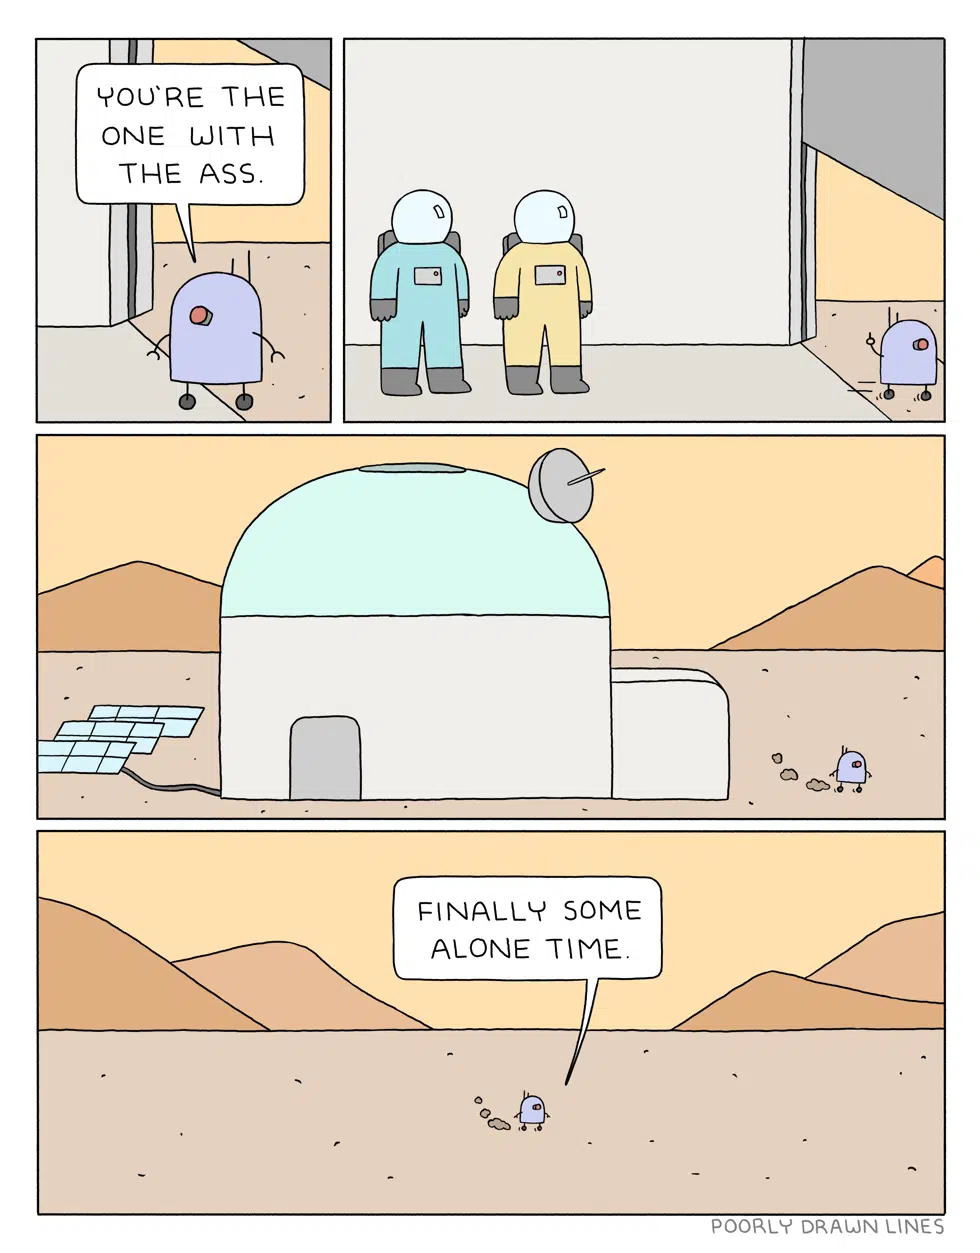 YOU'RE THE
ONE WITH
THE ASS.
FINALLY SOME
ALONE TIME.
POORLY DRAWN LINES